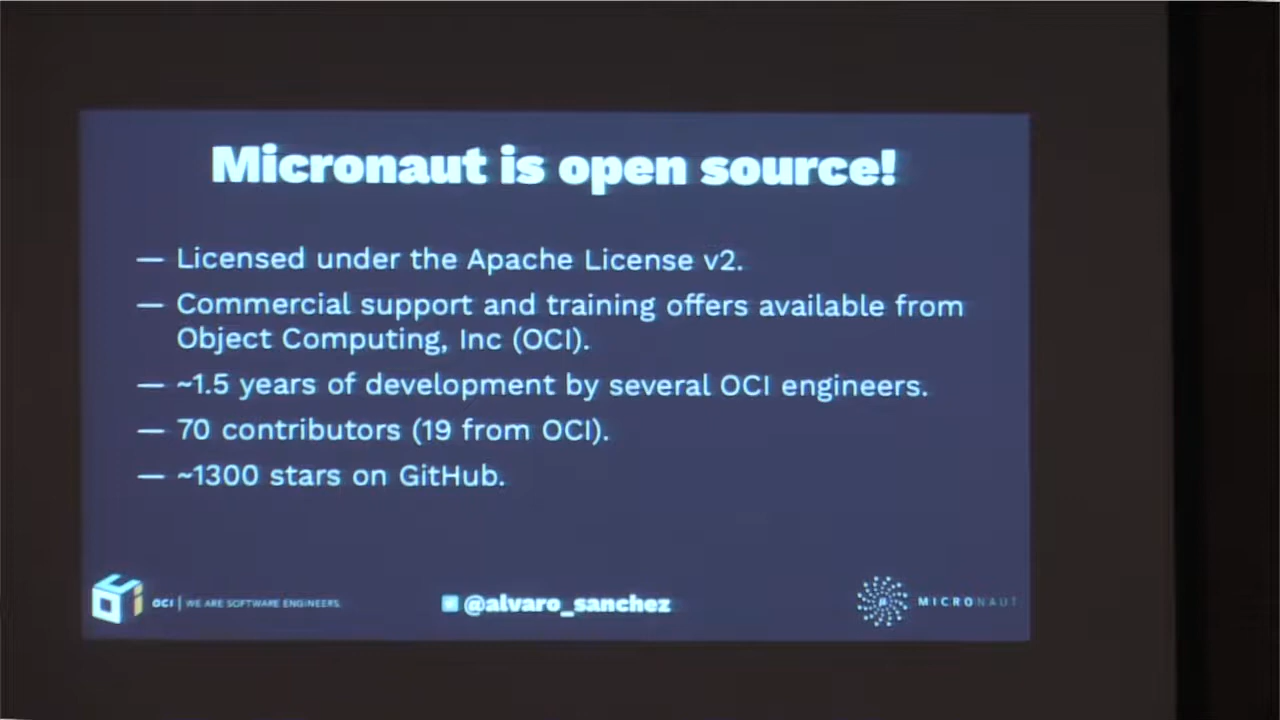 Micronaut is open source!
— Licensed under the Apache License v2.
— Commercial support and training offers available from
Object Computing, Inc (OCI).
— ~1.5 years of development by several OCI engineers.
— 70 contributors (19 from OCI).
— ~1300 stars on GitHub.
OCI | WE ARE SOFTWARE ENGINEERS.
@alvaro_sanchez
MICRONAUT